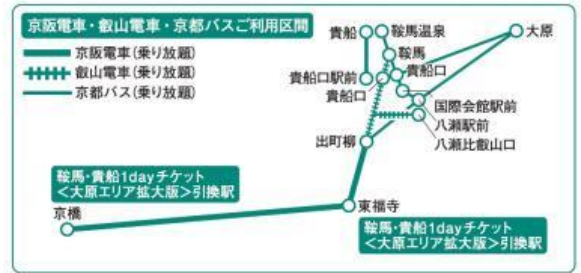 京阪電車・叡山電車・京都バスご利用区間
京阪電車(乗り放題)
叡山電車(乗り放題)
京都バス(乗り放題)
貴船
鞍馬温泉
大原
鞍馬
貴船口
貴船口駅前
貴船口
国際会館駅前
八瀬駅前
八瀬比叡山口
出町柳
鞍馬・貴船1dayチケット
<大原エリア拡大版>引換駅
京橋
東福寺
鞍馬・貴船1dayチケット
<大原エリア拡大版>引換駅